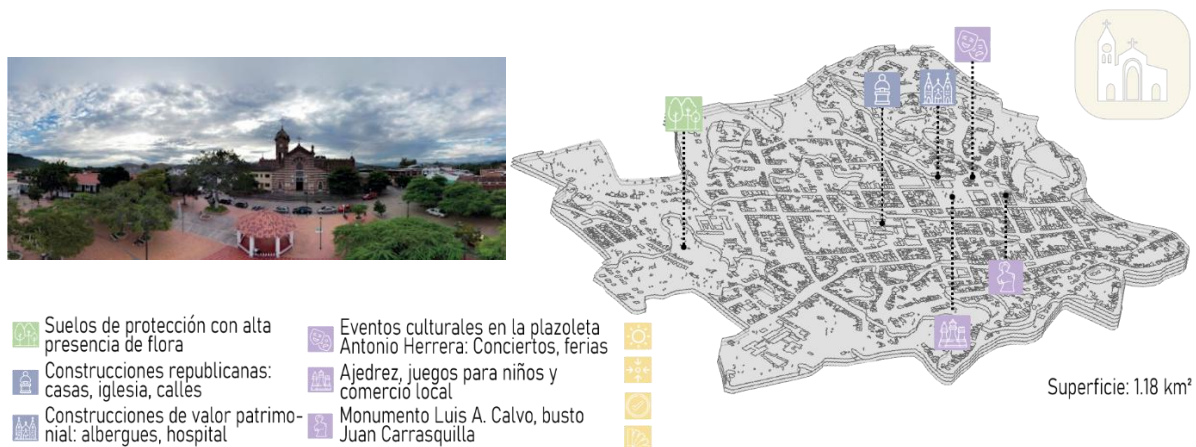 Suelos de protección con alta
presencia de flora
Construcciones republicanas:
casas, iglesia, calles
Construcciones de valor patrimo-
nial: albergues, hospital
Eventos culturales en la plazoleta
Antonio Herrera: Conciertos, ferias
Ajedrez, juegos para niños y
comercio local
Monumento Luis A. Calvo, busto
Juan Carrasquilla
Superficie: 1.18 km²